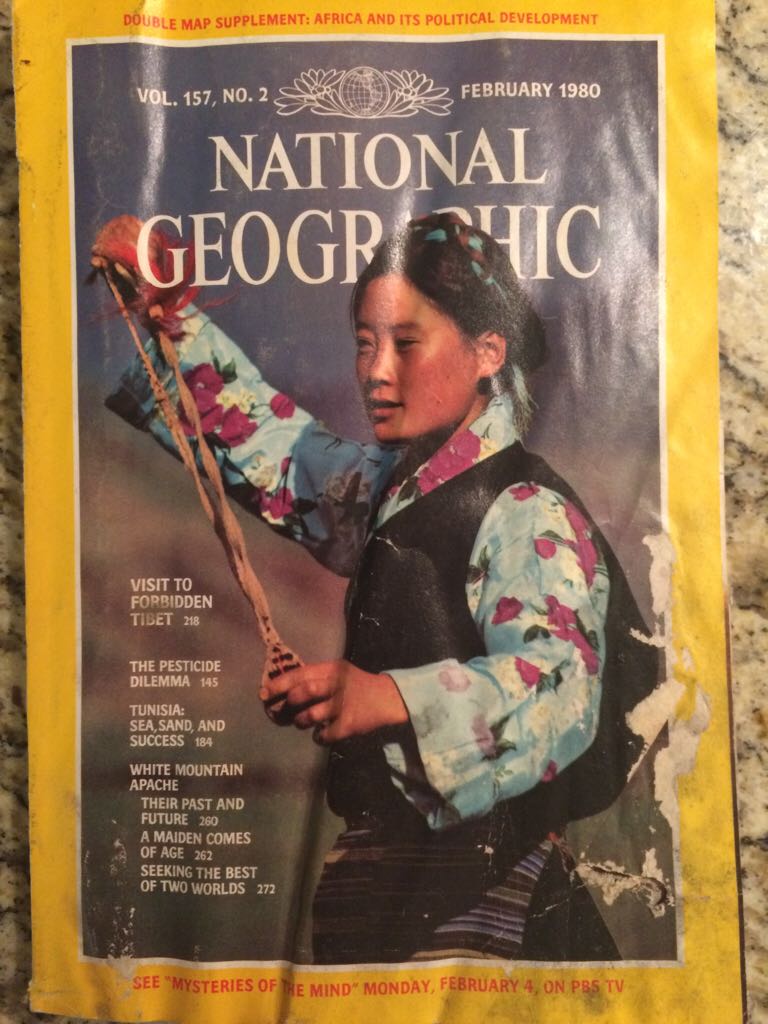 DOUBLE MAP SUPPLEMENT: AFRICA AND ITS POLITICAL DEVELOPMENT
VOL. 157, NO. 2 FEBRUARY 1980
NATIONAL
GEOGRAPHIC
VISIT TO
FORBIDDEN
TIBET 218
THE PESTICIDE
DILEMMA 145
TUNISIA:
SEA, SAND, AND
SUCCESS 184
WHITE MOUNTAIN
APACHE
THEIR PAST AND
FUTURE 260
A MAIDEN COMES
OF AGE 262
SEEKING THE BEST
OF TWO WORLDS 272
SEE "MYSTERIES OF THE MIND" MONDAY, FEBRUARY 4, ON PBS TV